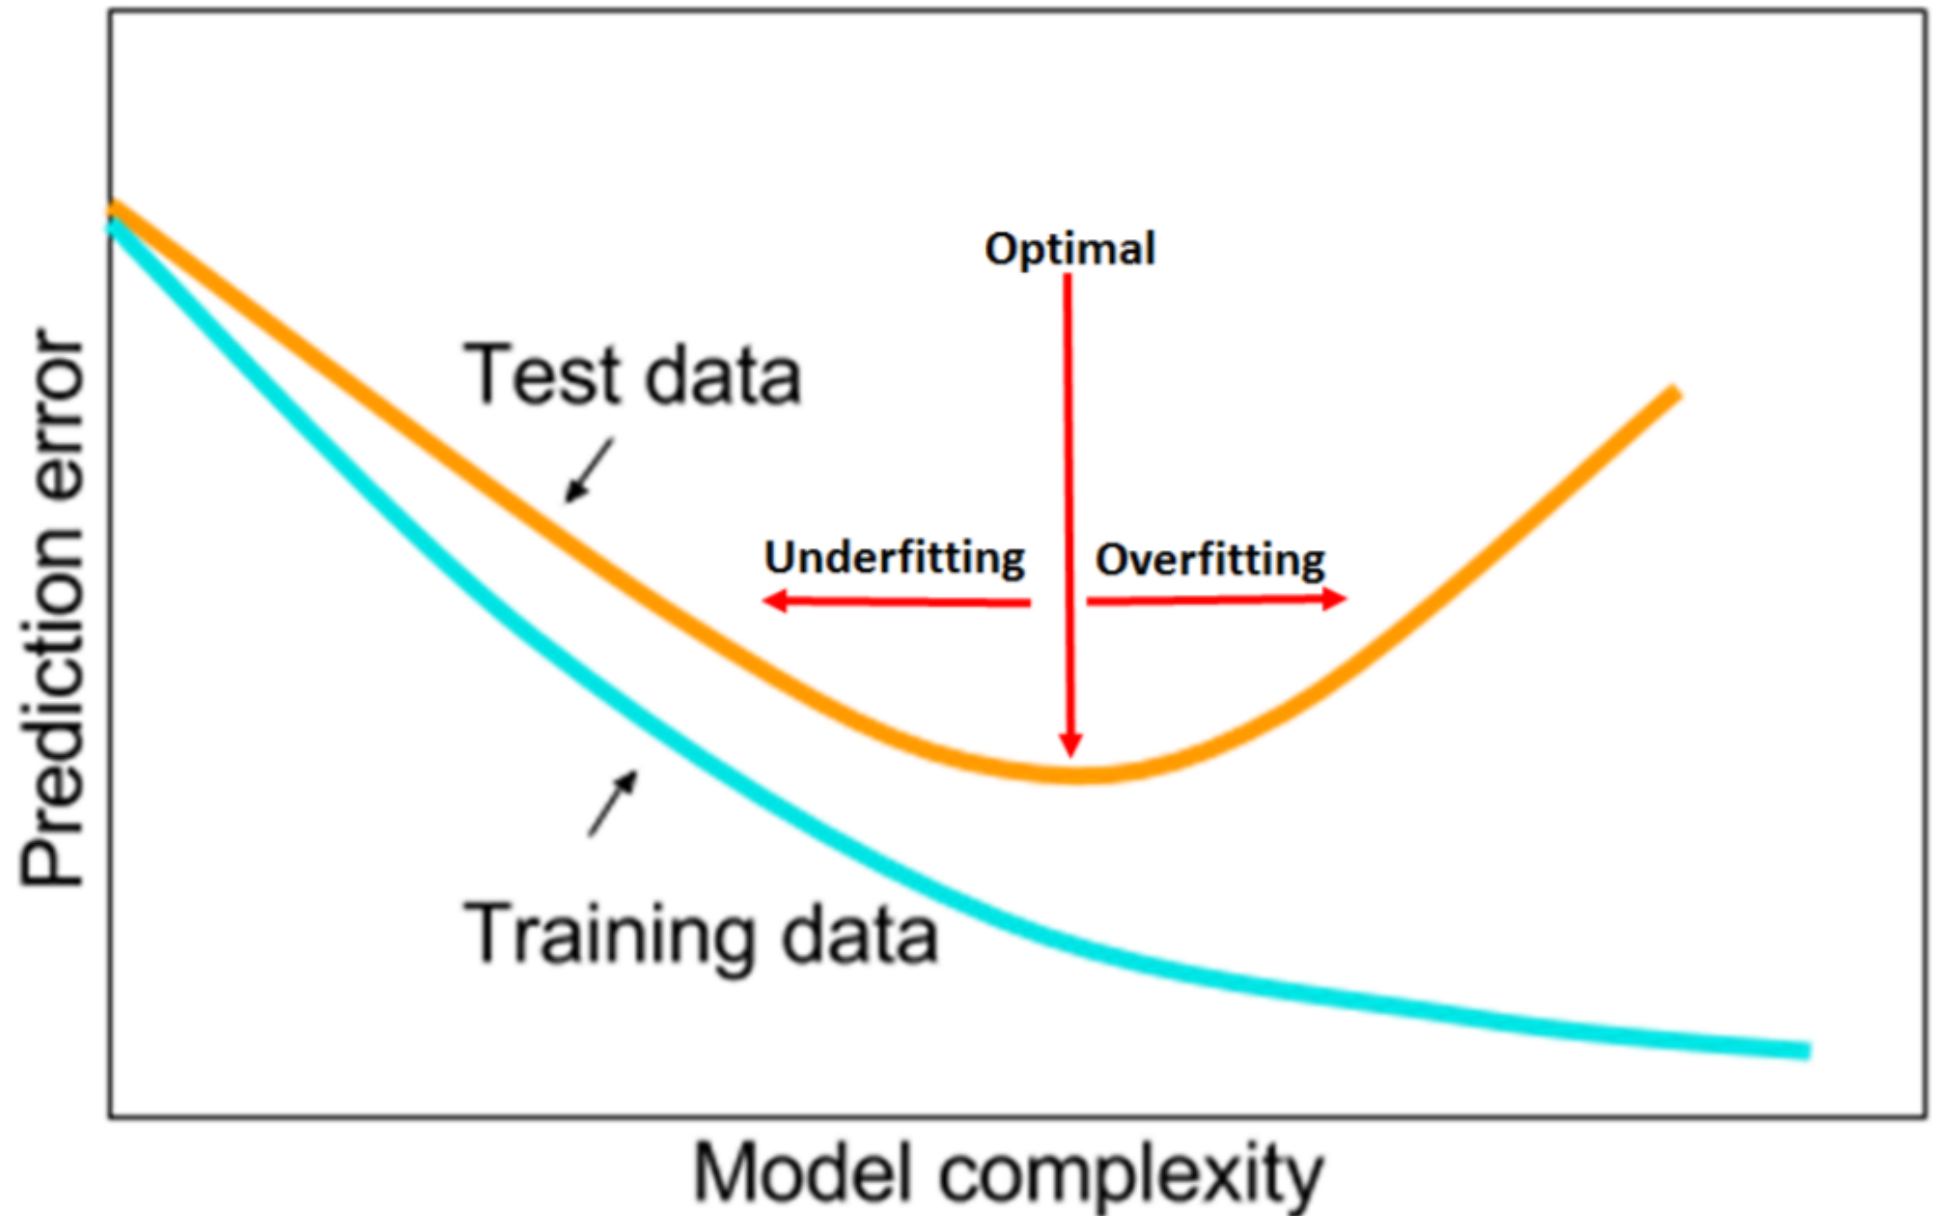 Optimal
Test data
Underfitting
Overfitting
Training data
Prediction error
Model complexity